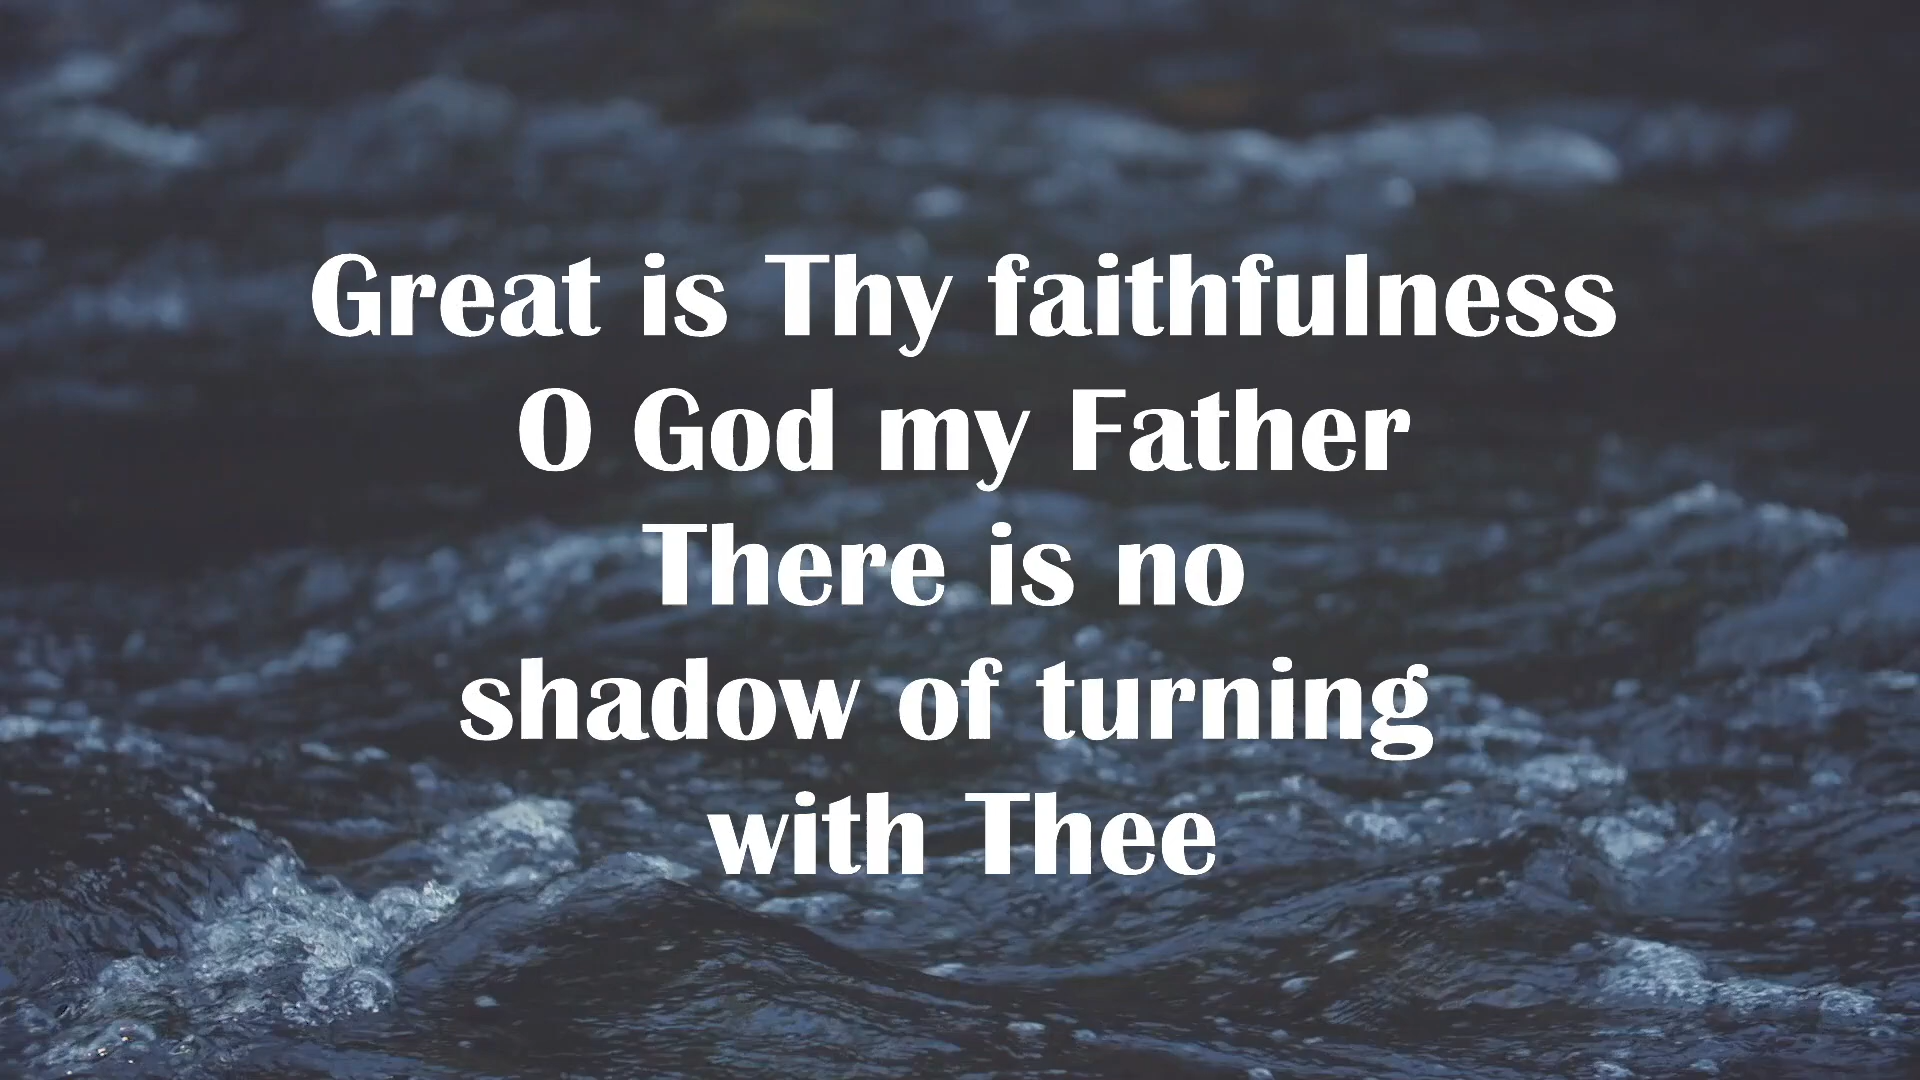 Great is Thy faithfulness
O God my Father
There is no
shadow of turning
with Thee